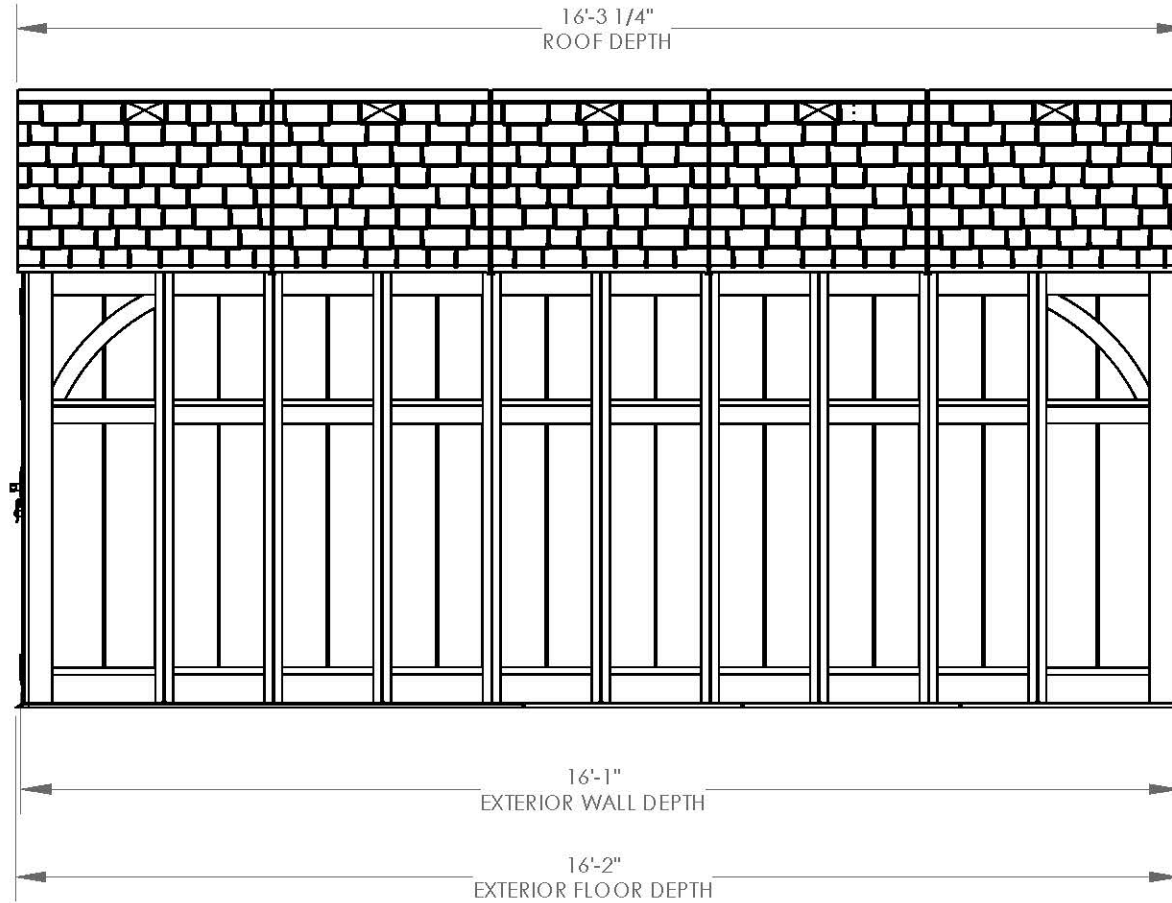 16'-3 1/4"
ROOF DEPTH
16'-1"
EXTERIOR WALL DEPTH
16'-2"
EXTERIOR FLOOR DEPTH